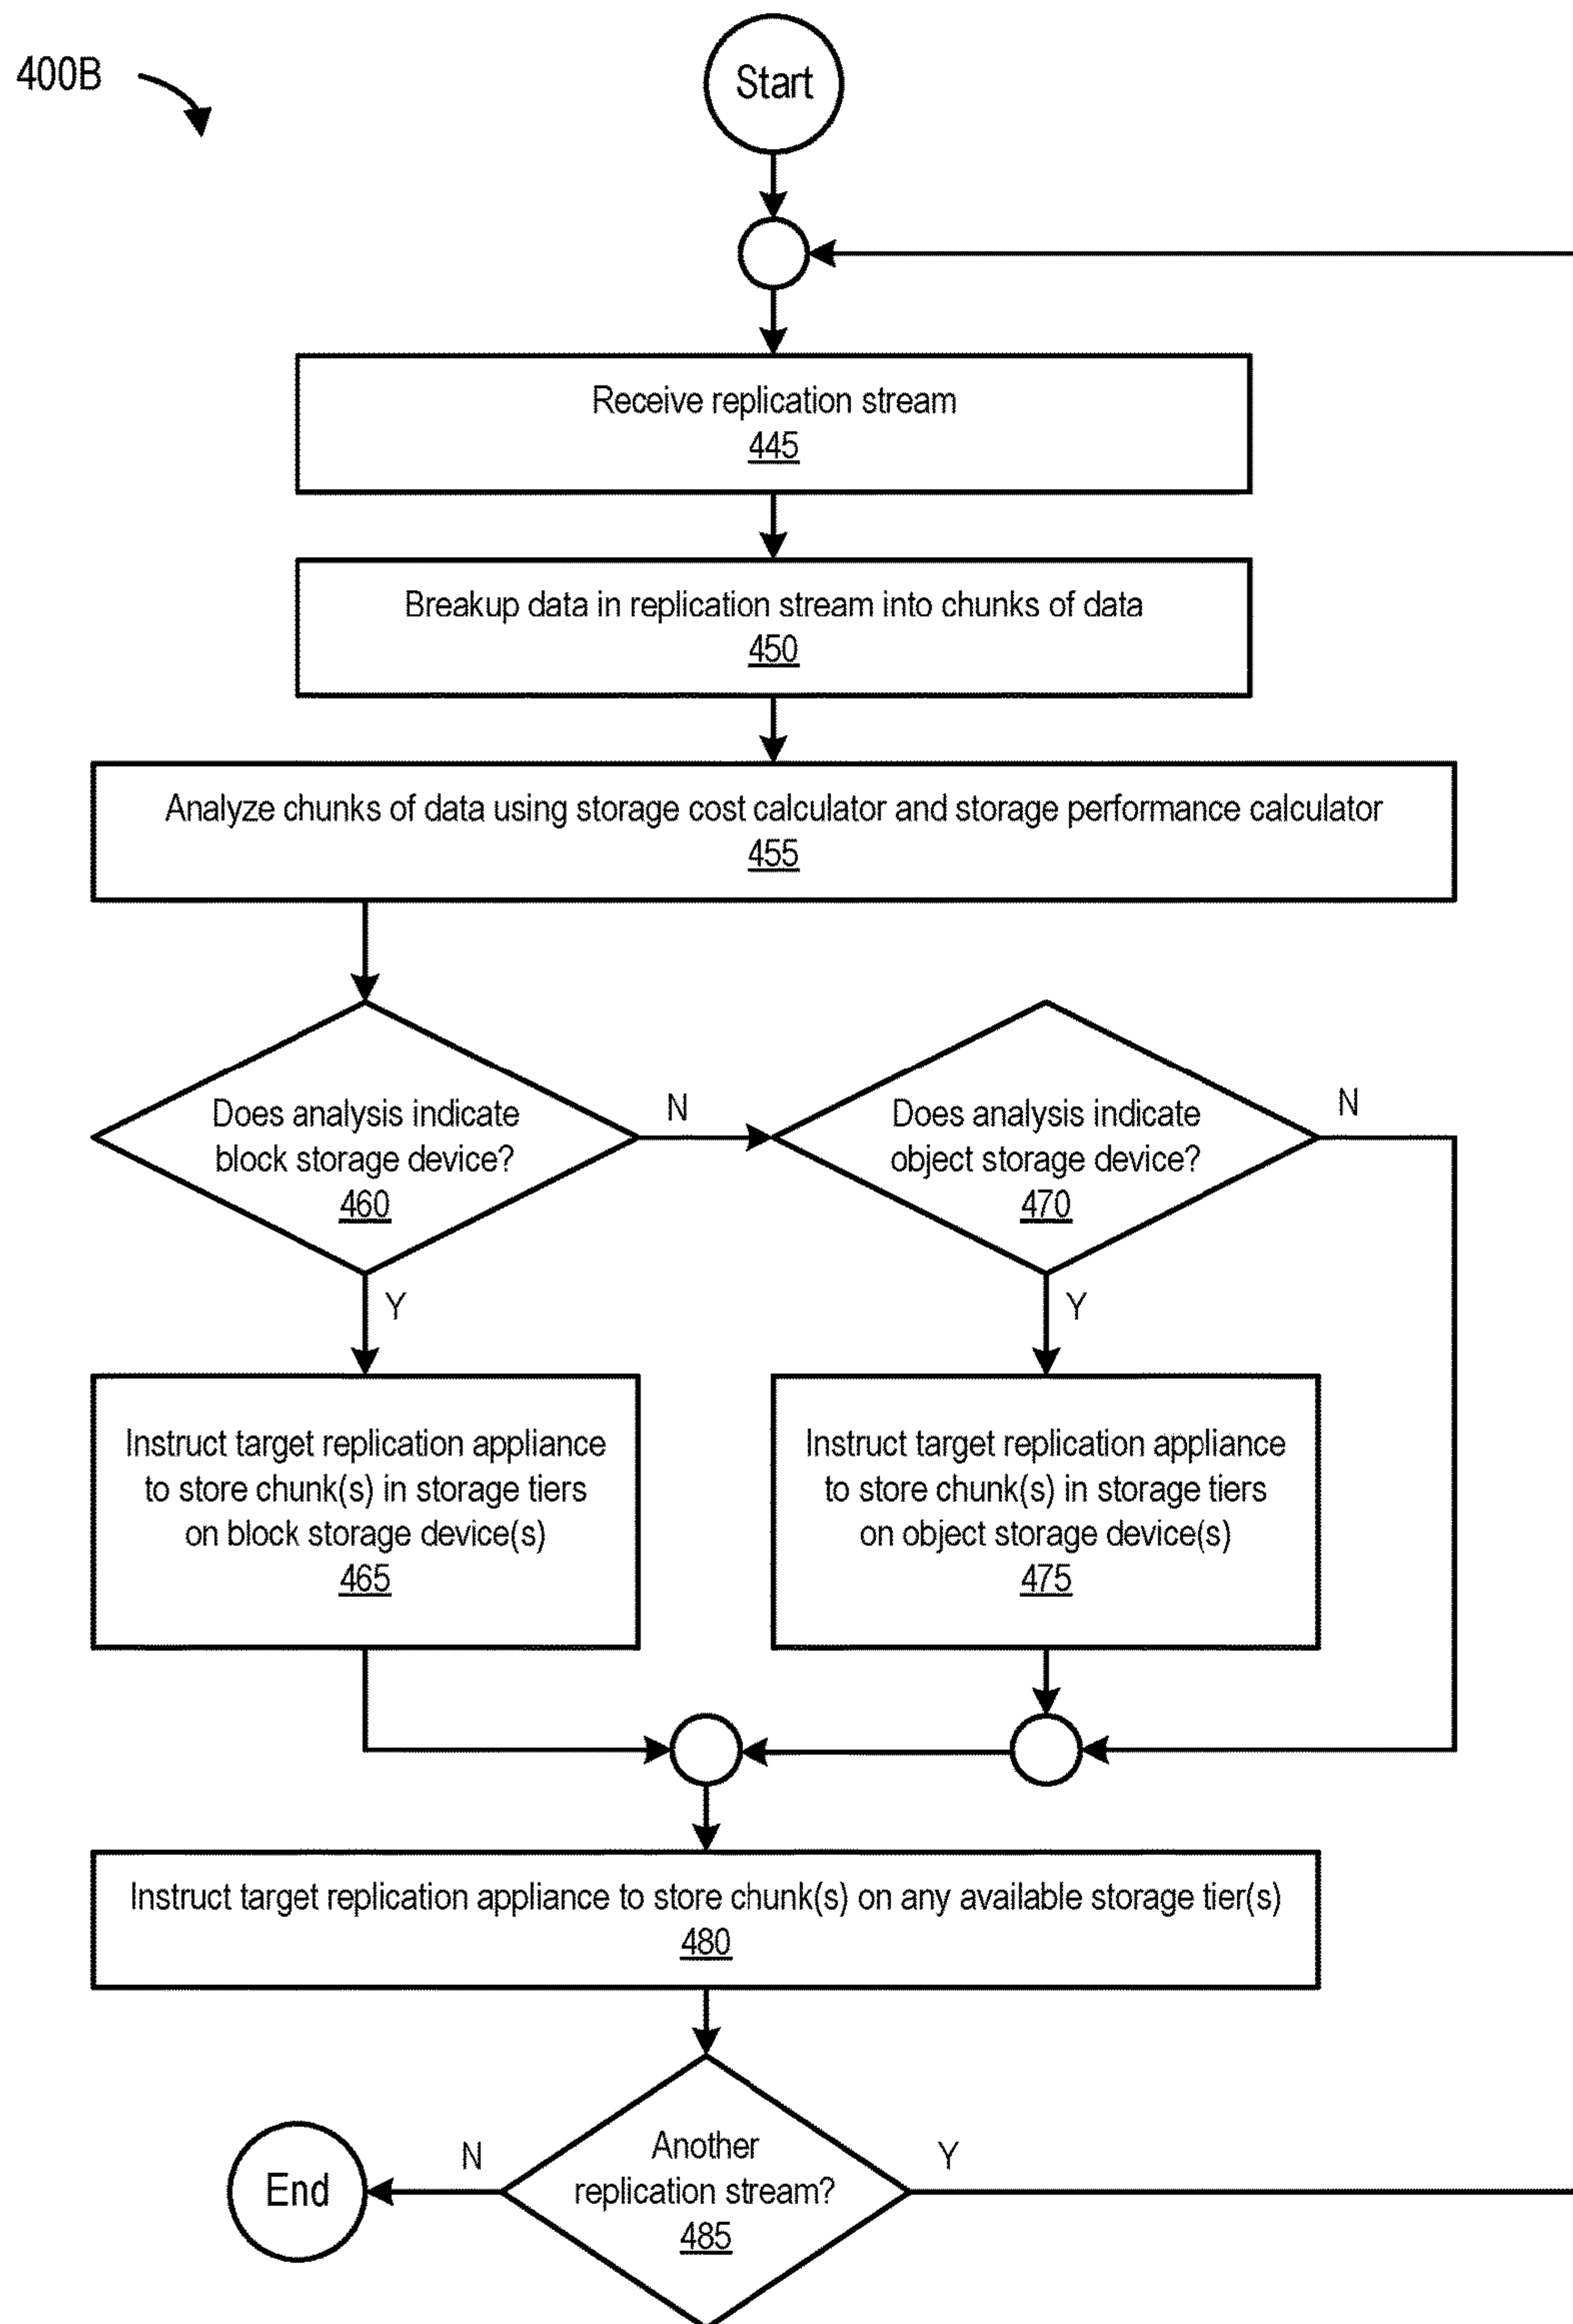 400B
Start
Receive replication stream
445
Breakup data in replication stream into chunks of data
450
Analyze chunks of data using storage cost calculator and storage performance calculator
455
Does analysis indicate
block storage device?
460
N
Does analysis indicate
object storage device?
470
N
Y
Y
Instruct target replication appliance
to store chunk(s) in storage tiers
on block storage device(s)
465
Instruct target replication appliance
to store chunk(s) in storage tiers
on object storage device(s)
475
Instruct target replication appliance to store chunk(s) on any available storage tier(s)
480
Another
replication stream?
485
N
Y
End